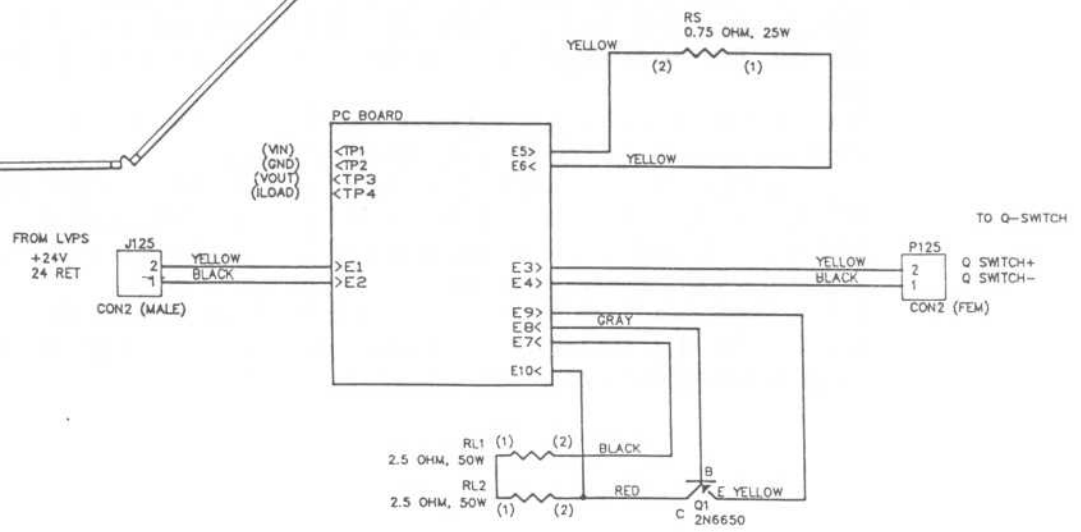 RS
0.75 OHM, 25W
YELLOW
(2) (1)
PC BOARD
(VIN) <TP1 E5>
(GND) <TP2 E6< YELLOW
(VOUT) <TP3
(ILOAD) <TP4
TO Q-SWITCH
FROM LVPS J125 P125
+24V 2 YELLOW >E1 E3> YELLOW 2 Q SWITCH+
24 RET 1 BLACK >E2 E4> BLACK 1 Q SWITCH-
CON2 (MALE) CON2 (FEM)
E9>
E8< GRAY
E7<
E10<
RL1 (1) (2) BLACK
2.5 OHM, 50W
RL2 B
2.5 OHM, 50W RED E YELLOW
(1) (2) C Q1
2N6650